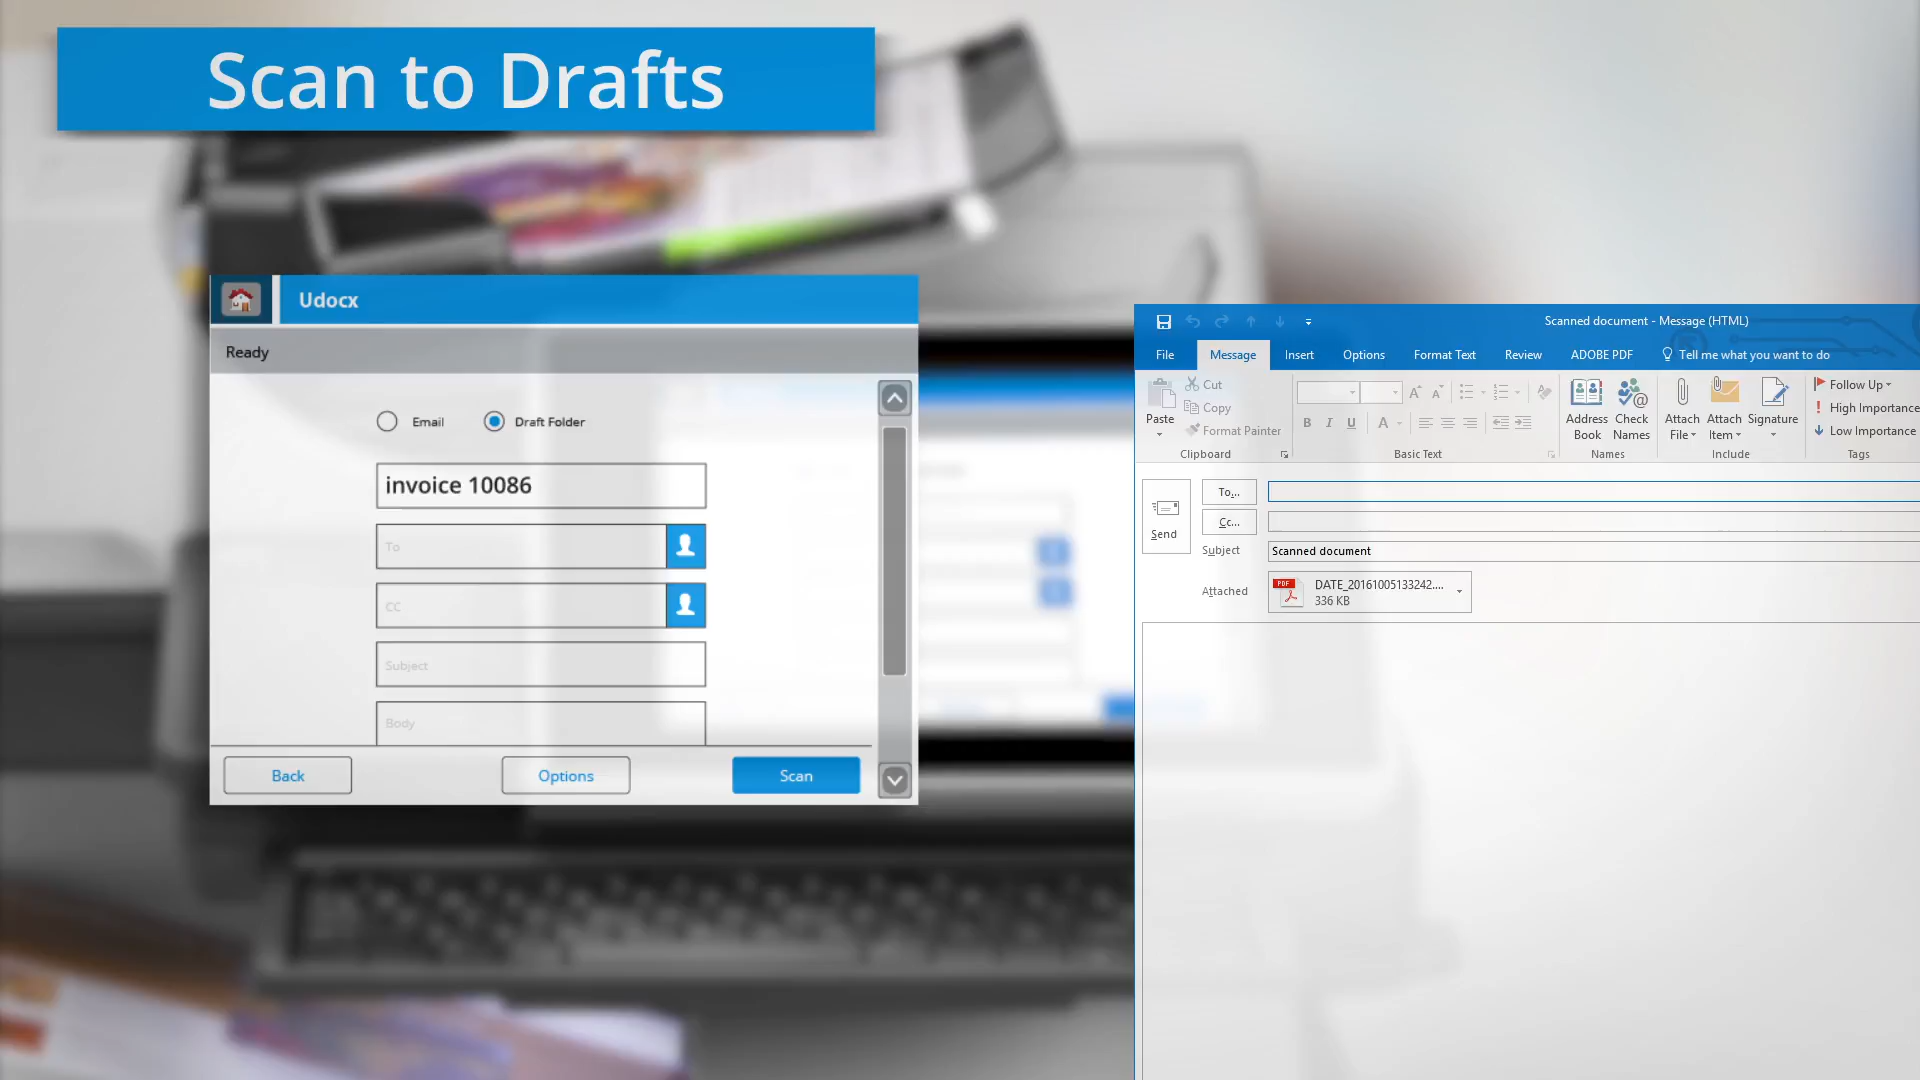 Scan to Drafts
Udocx
Ready
Email
Draft Folder
invoice 10086
To
CC
Subject
Body
Back
Options
Scan
Scanned document - Message (HTML)
File
Message
Insert
Options
Format Text
Review
ADOBE PDF
Tell me what you want to do
Paste
Cut
Copy
Format Painter
Clipboard
B I U A
Basic Text
Address
Book
Check
Names
Names
Attach
File
Attach
Item
Signature
Include
Follow Up
High Importance
Low Importance
Tags
Send
To...
Cc...
Subject
Scanned document
Attached
PDF
DATE_20161005133242....
336 KB